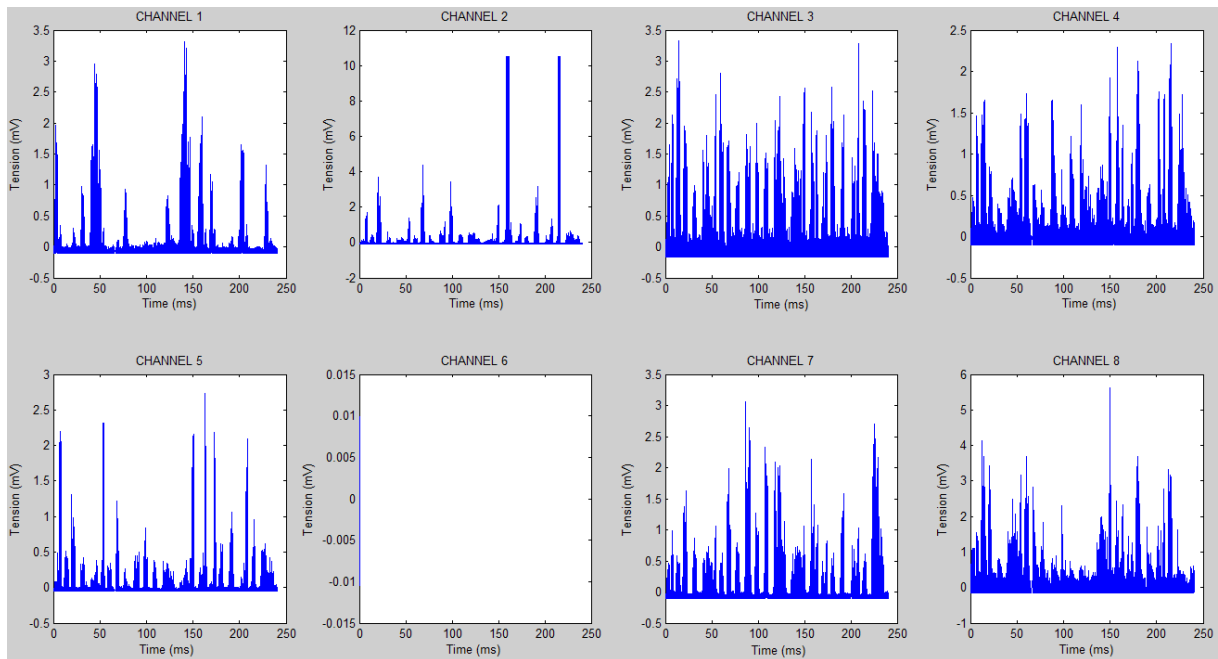 CHANNEL 1
3.5
3
2.5
2
1.5
1
0.5
0
-0.5
Tension (mV)
0 50 100 150 200 250
Time (ms)
CHANNEL 2
12
10
8
6
4
2
0
-2
Tension (mV)
0 50 100 150 200 250
Time (ms)
CHANNEL 3
3.5
3
2.5
2
1.5
1
0.5
0
-0.5
Tension (mV)
0 50 100 150 200 250
Time (ms)
CHANNEL 4
2.5
2
1.5
1
0.5
0
-0.5
Tension (mV)
0 50 100 150 200 250
Time (ms)
CHANNEL 5
3
2.5
2
1.5
1
0.5
0
-0.5
Tension (mV)
0 50 100 150 200 250
Time (ms)
CHANNEL 6
0.015
0.01
0.005
0
-0.005
-0.01
-0.015
Tension (mV)
0 50 100 150 200 250
Time (ms)
CHANNEL 7
3.5
3
2.5
2
1.5
1
0.5
0
-0.5
Tension (mV)
0 50 100 150 200 250
Time (ms)
CHANNEL 8
6
5
4
3
2
1
0
-1
Tension (mV)
0 50 100 150 200 250
Time (ms)